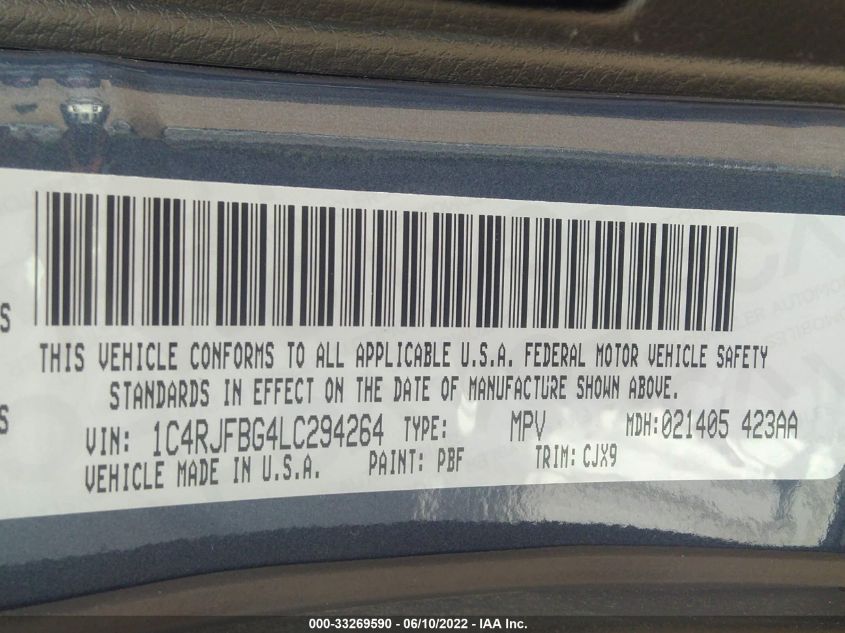 S
THIS VEHICLE CONFORMS TO ALL APPLICABLE U.S.A. FEDERAL MOTOR VEHICLE SAFETY
STANDARDS IN EFFECT ON THE DATE OF MANUFACTURE SHOWN ABOVE.
S
VIN: 1C4RJFBG4LC294264 TYPE: MPV MDH:021405 423AA
VEHICLE MADE IN U.S.A. PAINT: PBF TRIM: CJX9
000-33269590 - 06/10/2022 - IAA Inc.